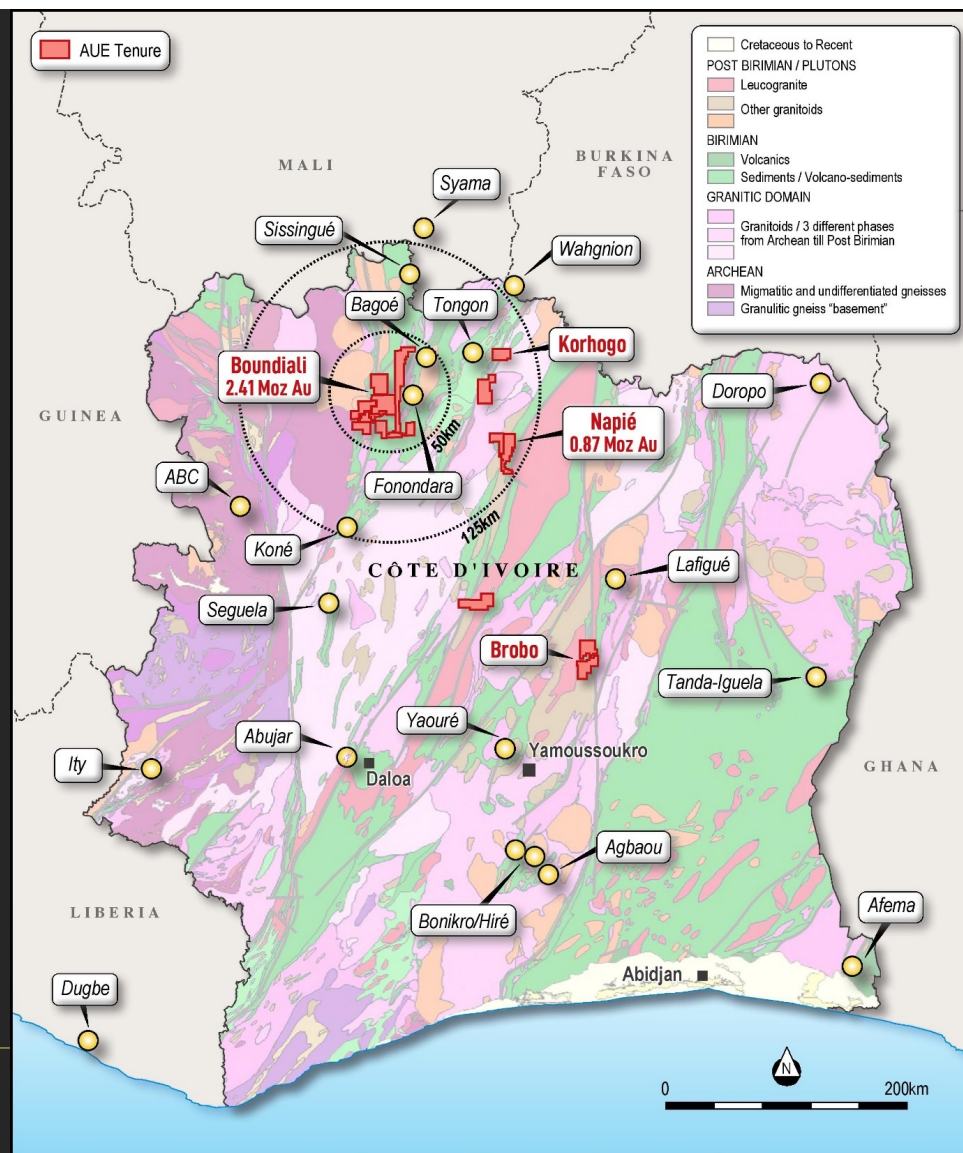 AUE Tenure
Cretaceous to Recent
POST BIRIMIAN / PLUTONS
Leucogranite
Other granitoids
BIRIMIAN
Volcanics
Sediments / Volcano-sediments
GRANITIC DOMAIN
Granitoids / 3 different phases
from Archean till Post Birimian
ARCHEAN
Migmatitic and undifferentiated gneisses
Granulitic gneiss "basement"
MALI
BURKINA
FASO
Syama
Sissingué
Wahgnion
Bagoé
Tongon
Korhogo
Boundiali
2.41 Moz Au
Doropo
GUINEA
Napié
0.87 Moz Au
50km
Fonondara
ABC
125km
Koné
CÔTE D'IVOIRE
Lafigué
Seguela
Brobo
Tanda-Iguela
Yaouré
Abujar
Yamoussoukro
Ity
Daloa
GHANA
Agbaou
Bonikro/Hiré
LIBERIA
Afema
Abidjan
Dugbe
N
0
200km